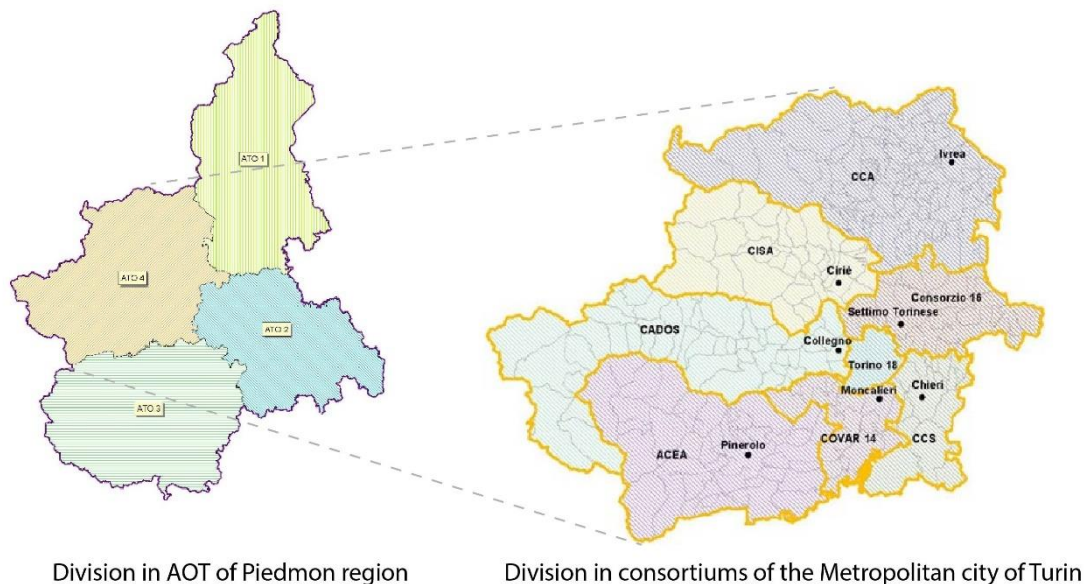 ATO 1
ATO 4
ATO 2
ATO 3
Ivrea
CCA
CISA
Cirié
Consorzio 16
Settimo Torinese
CADOS
Collegno
Torino 18
Moncalieri
Chieri
COVAR 14
CCS
ACEA
Pinerolo
Division in AOT of Piedmon region
Division in consortiums of the Metropolitan city of Turin